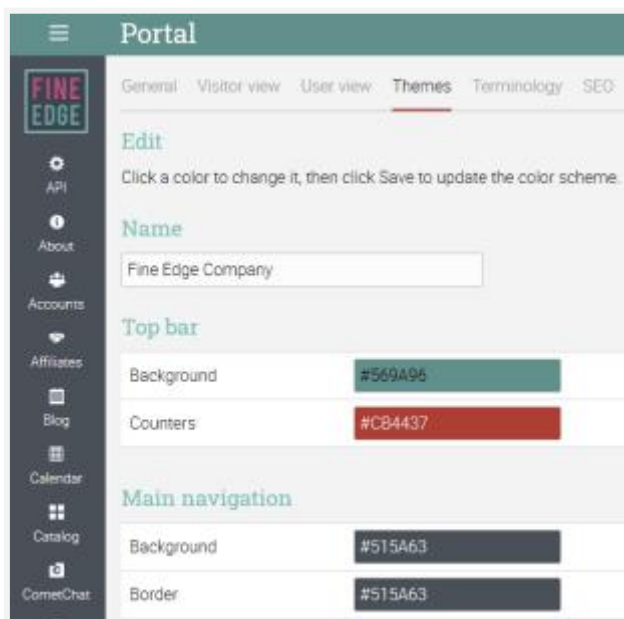 Portal
FINE
EDGE
General Visitor view User view Themes Terminology SEO
Edit
Click a color to change it, then click Save to update the color scheme.
Name
Fine Edge Company
Top bar
Background #569A96
Counters #CB4437
Main navigation
Background #515A63
Border #515A63
API
About
Accounts
Affiliates
Blog
Calendar
Catalog
CometChat